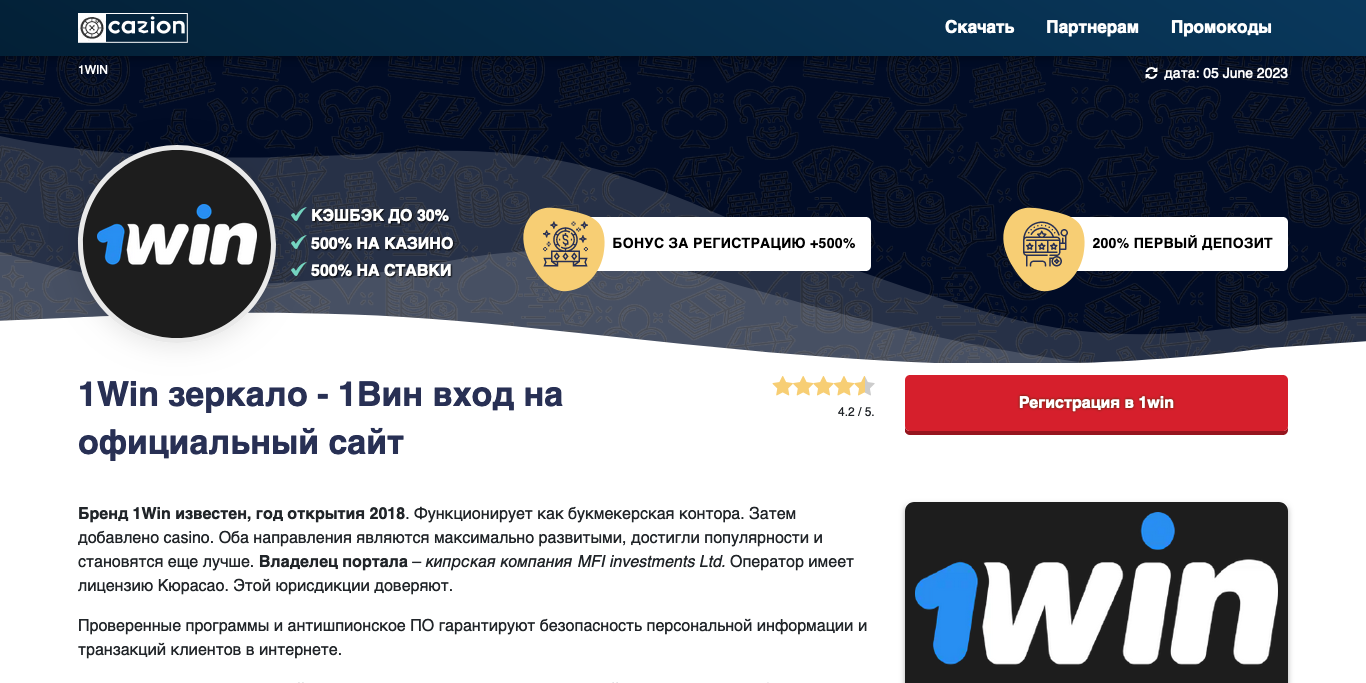 cazion
Скачать Партнерам Промокоды
1WIN
дата: 05 June 2023
1win
КЭШБЭК ДО 30%
500% НА КАЗИНО
500% НА СТАВКИ
БОНУС ЗА РЕГИСТРАЦИЮ +500%
200% ПЕРВЫЙ ДЕПОЗИТ
1Win зеркало - 1Вин вход на
официальный сайт
4.2 / 5.
Регистрация в 1win
Бренд 1Win известен, год открытия 2018. Функционирует как букмекерская контора. Затем
добавлено casino. Оба направления являются максимально развитыми, достигли популярности и
становятся еще лучше. Владелец портала – кипрская компания MFI investments Ltd. Оператор имеет
лицензию Кюрасао. Этой юрисдикции доверяют.
Проверенные программы и антишпионское ПО гарантируют безопасность персональной информации и
транзакций клиентов в интернете.
1win